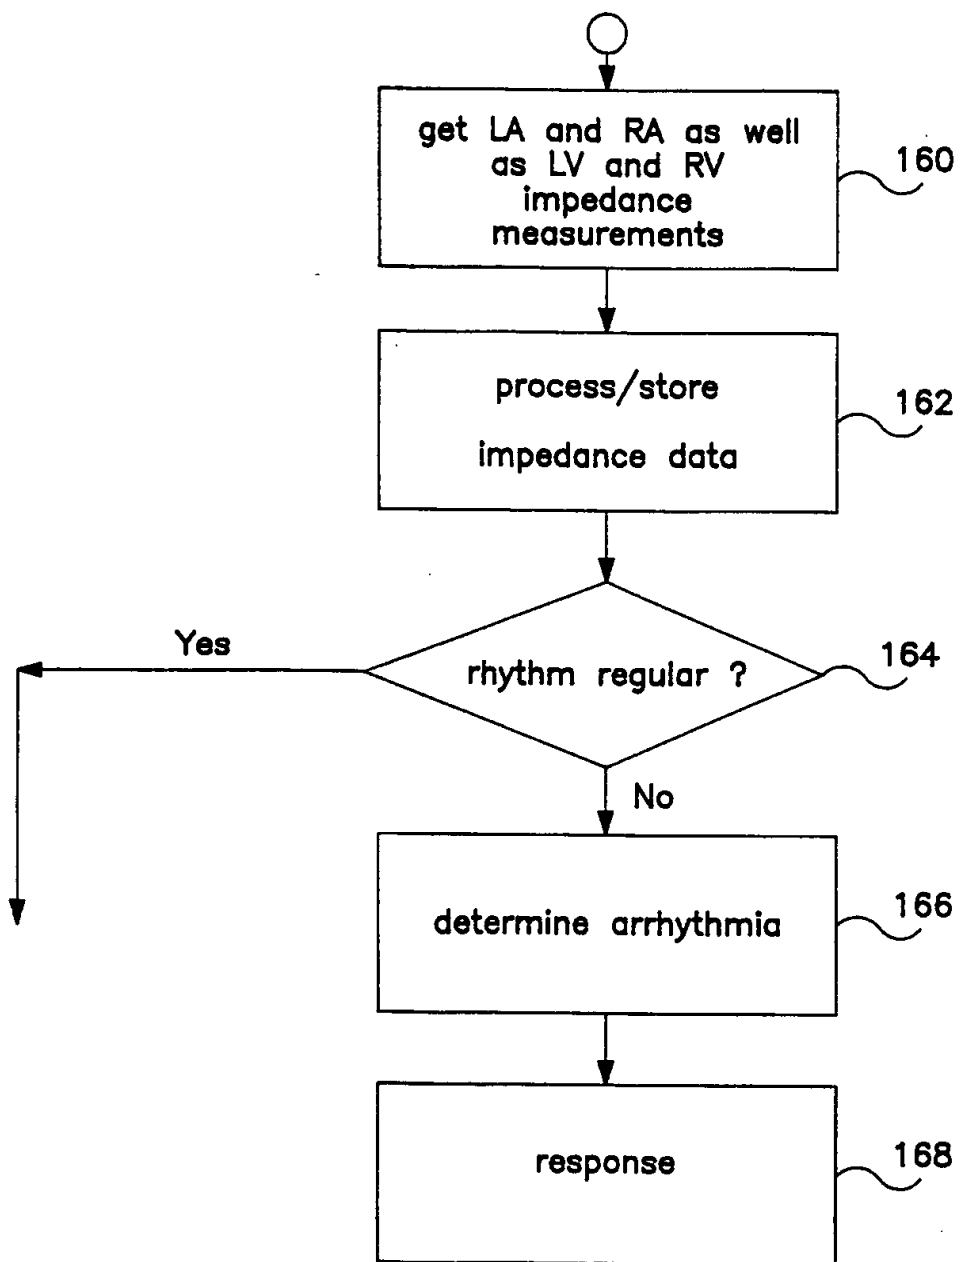 get LA and RA as well
as LV and RV
impedance
measurements
160
process/store
impedance data
162
Yes
rhythm regular ?
164
No
determine arrhythmia
166
response
168